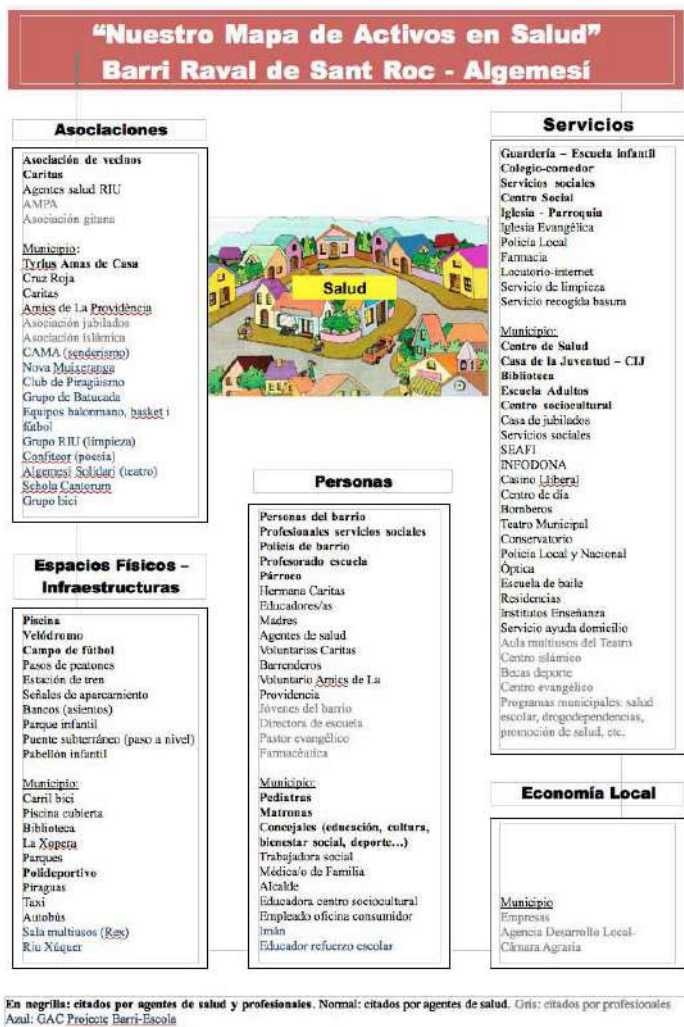 “Nuestro Mapa de Activos en Salud”
Barri Raval de Sant Roc - Algemesí
Asociaciones
Asociación de vecinos
Caritas
Agentes salud RIU
AMPA
Asociación gitana
Municipio:
Tyrius Amas de Casa
Cruz Roja
Caritas
Amics de La Providència
Asociación jubilados
Asociación islámica
CAMA (senderismo)
Nova Muixeranga
Club de Piragüismo
Grupo de Batucada
Equipos balonmano, basket i
fútbol
Grupo RIU (limpieza)
Confiteor (poesia)
Algemesí Solidari (teatro)
Schola Cantorum
Grupo bici
Espacios Físicos –
Infraestructuras
Piscina
Velódromo
Campo de fútbol
Pasos de peatones
Estación de tren
Señales de aparcamiento
Bancos (asientos)
Parque infantil
Puente subterráneo (paso a nivel)
Pabellón infantil
Municipio:
Carril bici
Piscina cubierta
Biblioteca
La Xopera
Parques
Polideportivo
Piraguas
Taxi
Autobús
Sala multiusos (Rex)
Riu Xúquer
Salud
Personas
Personas del barrio
Profesionales servicios sociales
Policía de barrio
Profesorado escuela
Párroco
Hermana Caritas
Educadores/as
Madres
Agentes de salud
Voluntarias Caritas
Barrenderos
Voluntario Amics de La
Providencia
Jóvenes del barrio
Directora de escuela
Pastor evangélico
Farmacéutica
Municipio:
Pediatras
Matronas
Concejales (educación, cultura,
bienestar social, deporte...)
Trabajadora social
Médica/o de Familia
Alcalde
Educadora centro sociocultural
Empleado oficina consumidor
Imán
Educador refuerzo escolar
Servicios
Guardería – Escuela infantil
Colegio-comedor
Servicios sociales
Centro Social
Iglesia - Parroquia
Iglesia Evangélica
Policía Local
Farmacia
Locutorio-internet
Servicio de limpieza
Servicio recogida basura
Municipio:
Centro de Salud
Casa de la Juventud – CIJ
Biblioteca
Escuela Adultos
Centro sociocultural
Casa de jubilados
Servicios sociales
SEAFI
INFODONA
Casino Lliberal
Centro de día
Bomberos
Teatro Municipal
Conservatorio
Policía Local y Nacional
Óptica
Escuela de baile
Residencias
Institutos Enseñanza
Servicio ayuda domicilio
Aula multiusos del Teatro
Centro islámico
Becas deporte
Centro evangélico
Programas municipales: salud
escolar, drogodependencias,
promoción de salud, etc.
Economía Local
Municipio
Empresas
Agencia Desarrollo Local-
Cámara Agraria
En negrilla: citados por agentes de salud y profesionales. Normal: citados por agentes de salud. Gris: citados por profesionales
Azul: GAC Projecte Barri-Escola